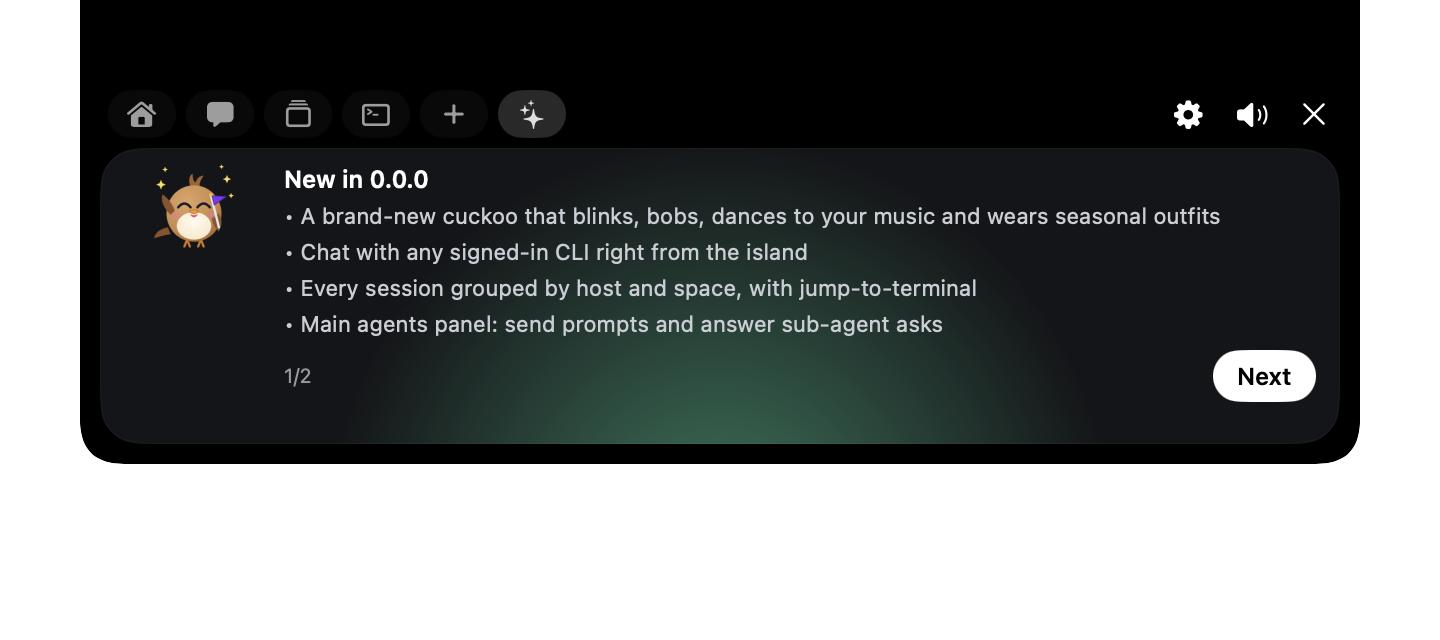 New in 0.0.0
• A brand-new cuckoo that blinks, bobs, dances to your music and wears seasonal outfits
• Chat with any signed-in CLI right from the island
• Every session grouped by host and space, with jump-to-terminal
• Main agents panel: send prompts and answer sub-agent asks
1/2
Next